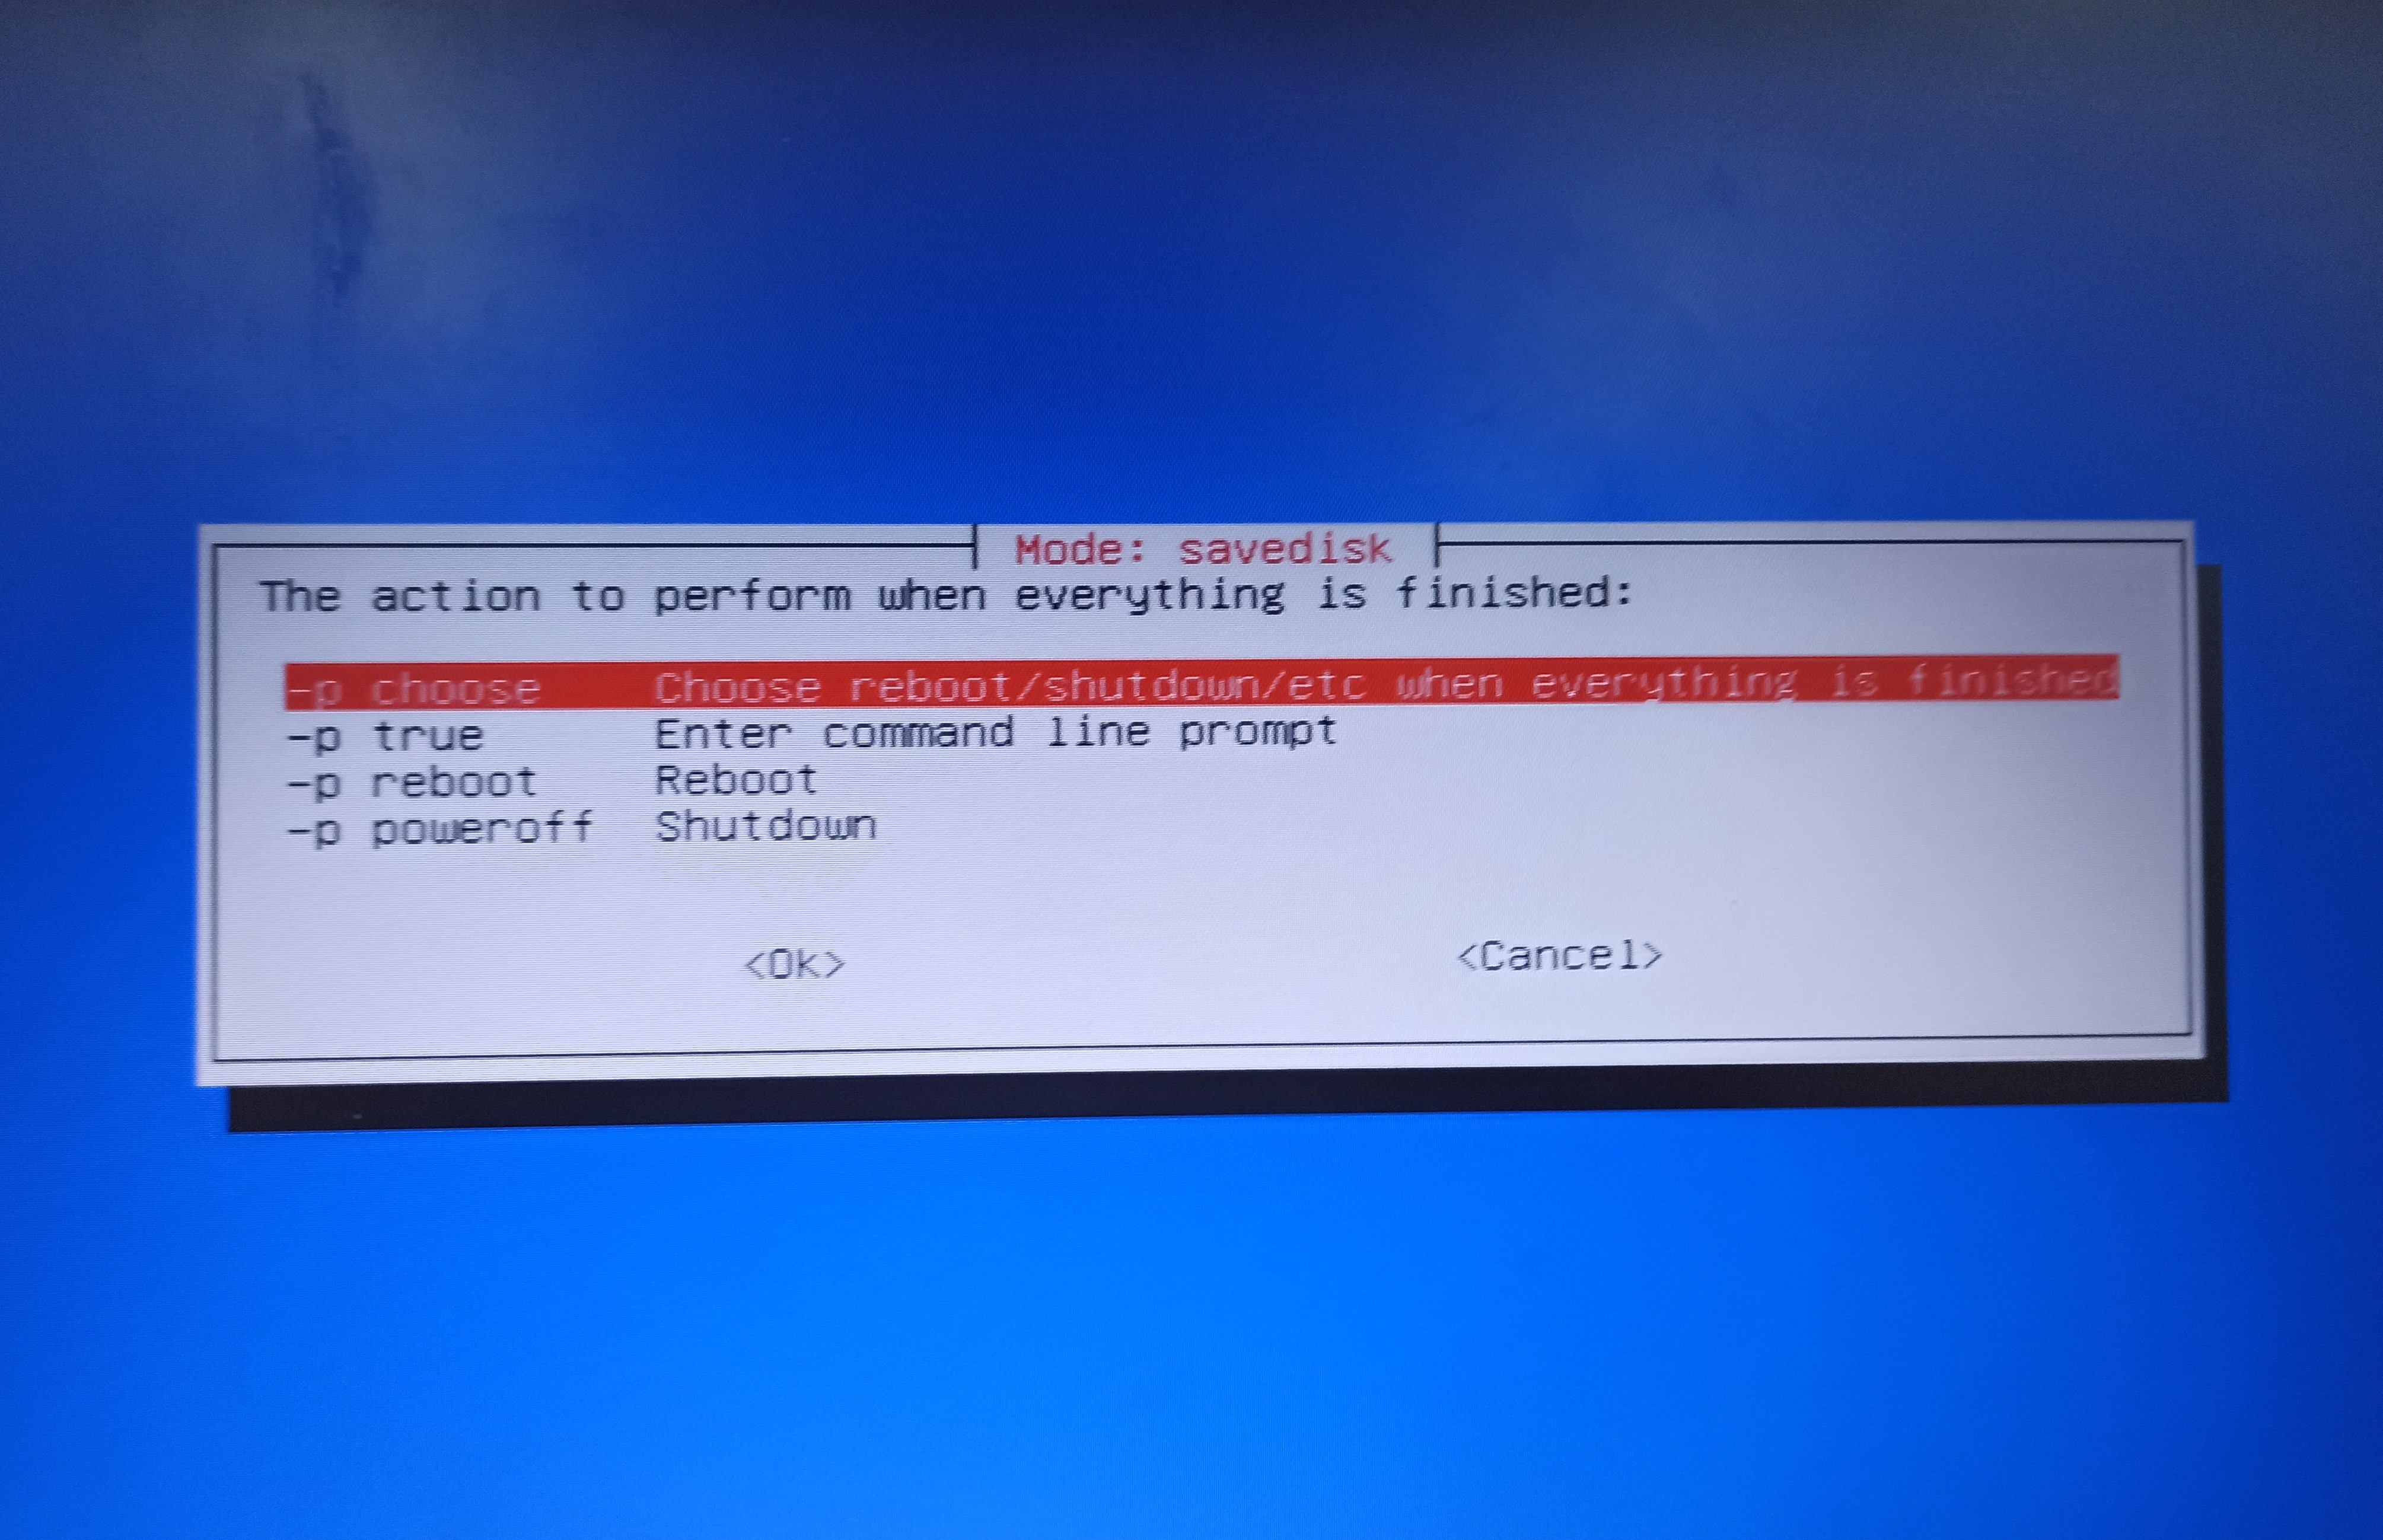 Mode: savedisk
The action to perform when everything is finished:
-p choose Choose reboot/shutdown/etc when everything is finished
-p true Enter command line prompt
-p reboot Reboot
-p poweroff Shutdown
<Ok> <Cancel>